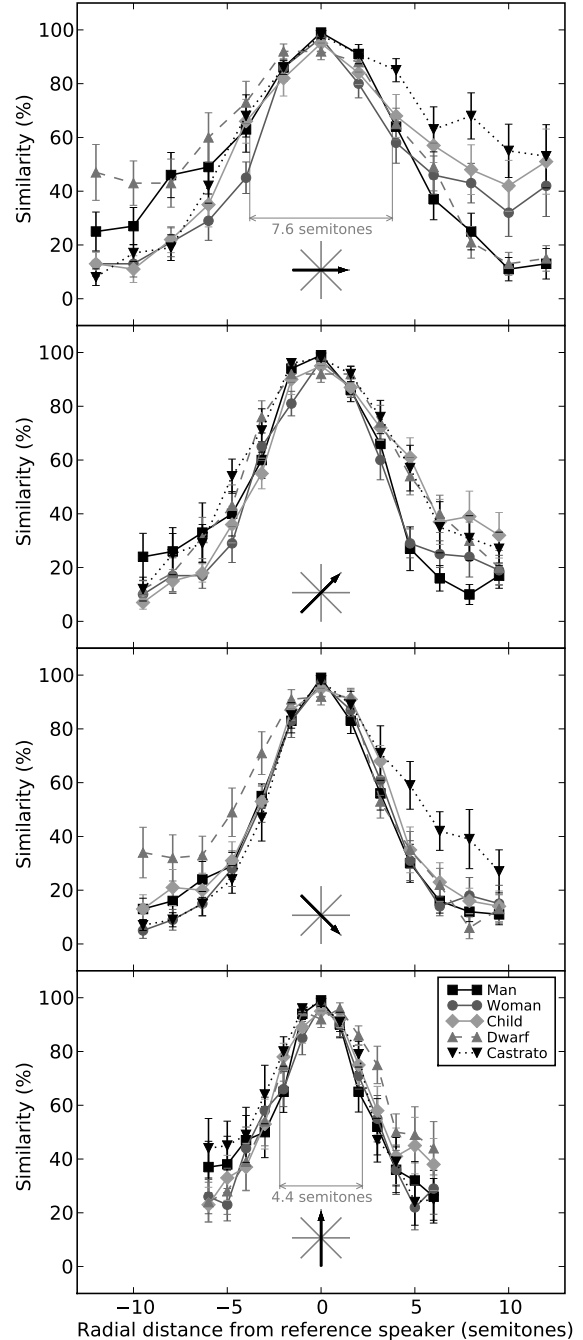 100
80
60
40
20
0
Similarity (%)
7.6 semitones
100
80
60
40
20
0
Similarity (%)
100
80
60
40
20
0
Similarity (%)
100
80
60
40
20
0
Similarity (%)
Man
Woman
Child
Dwarf
Castrato
4.4 semitones
−10 −5 0 5 10
Radial distance from reference speaker (semitones)